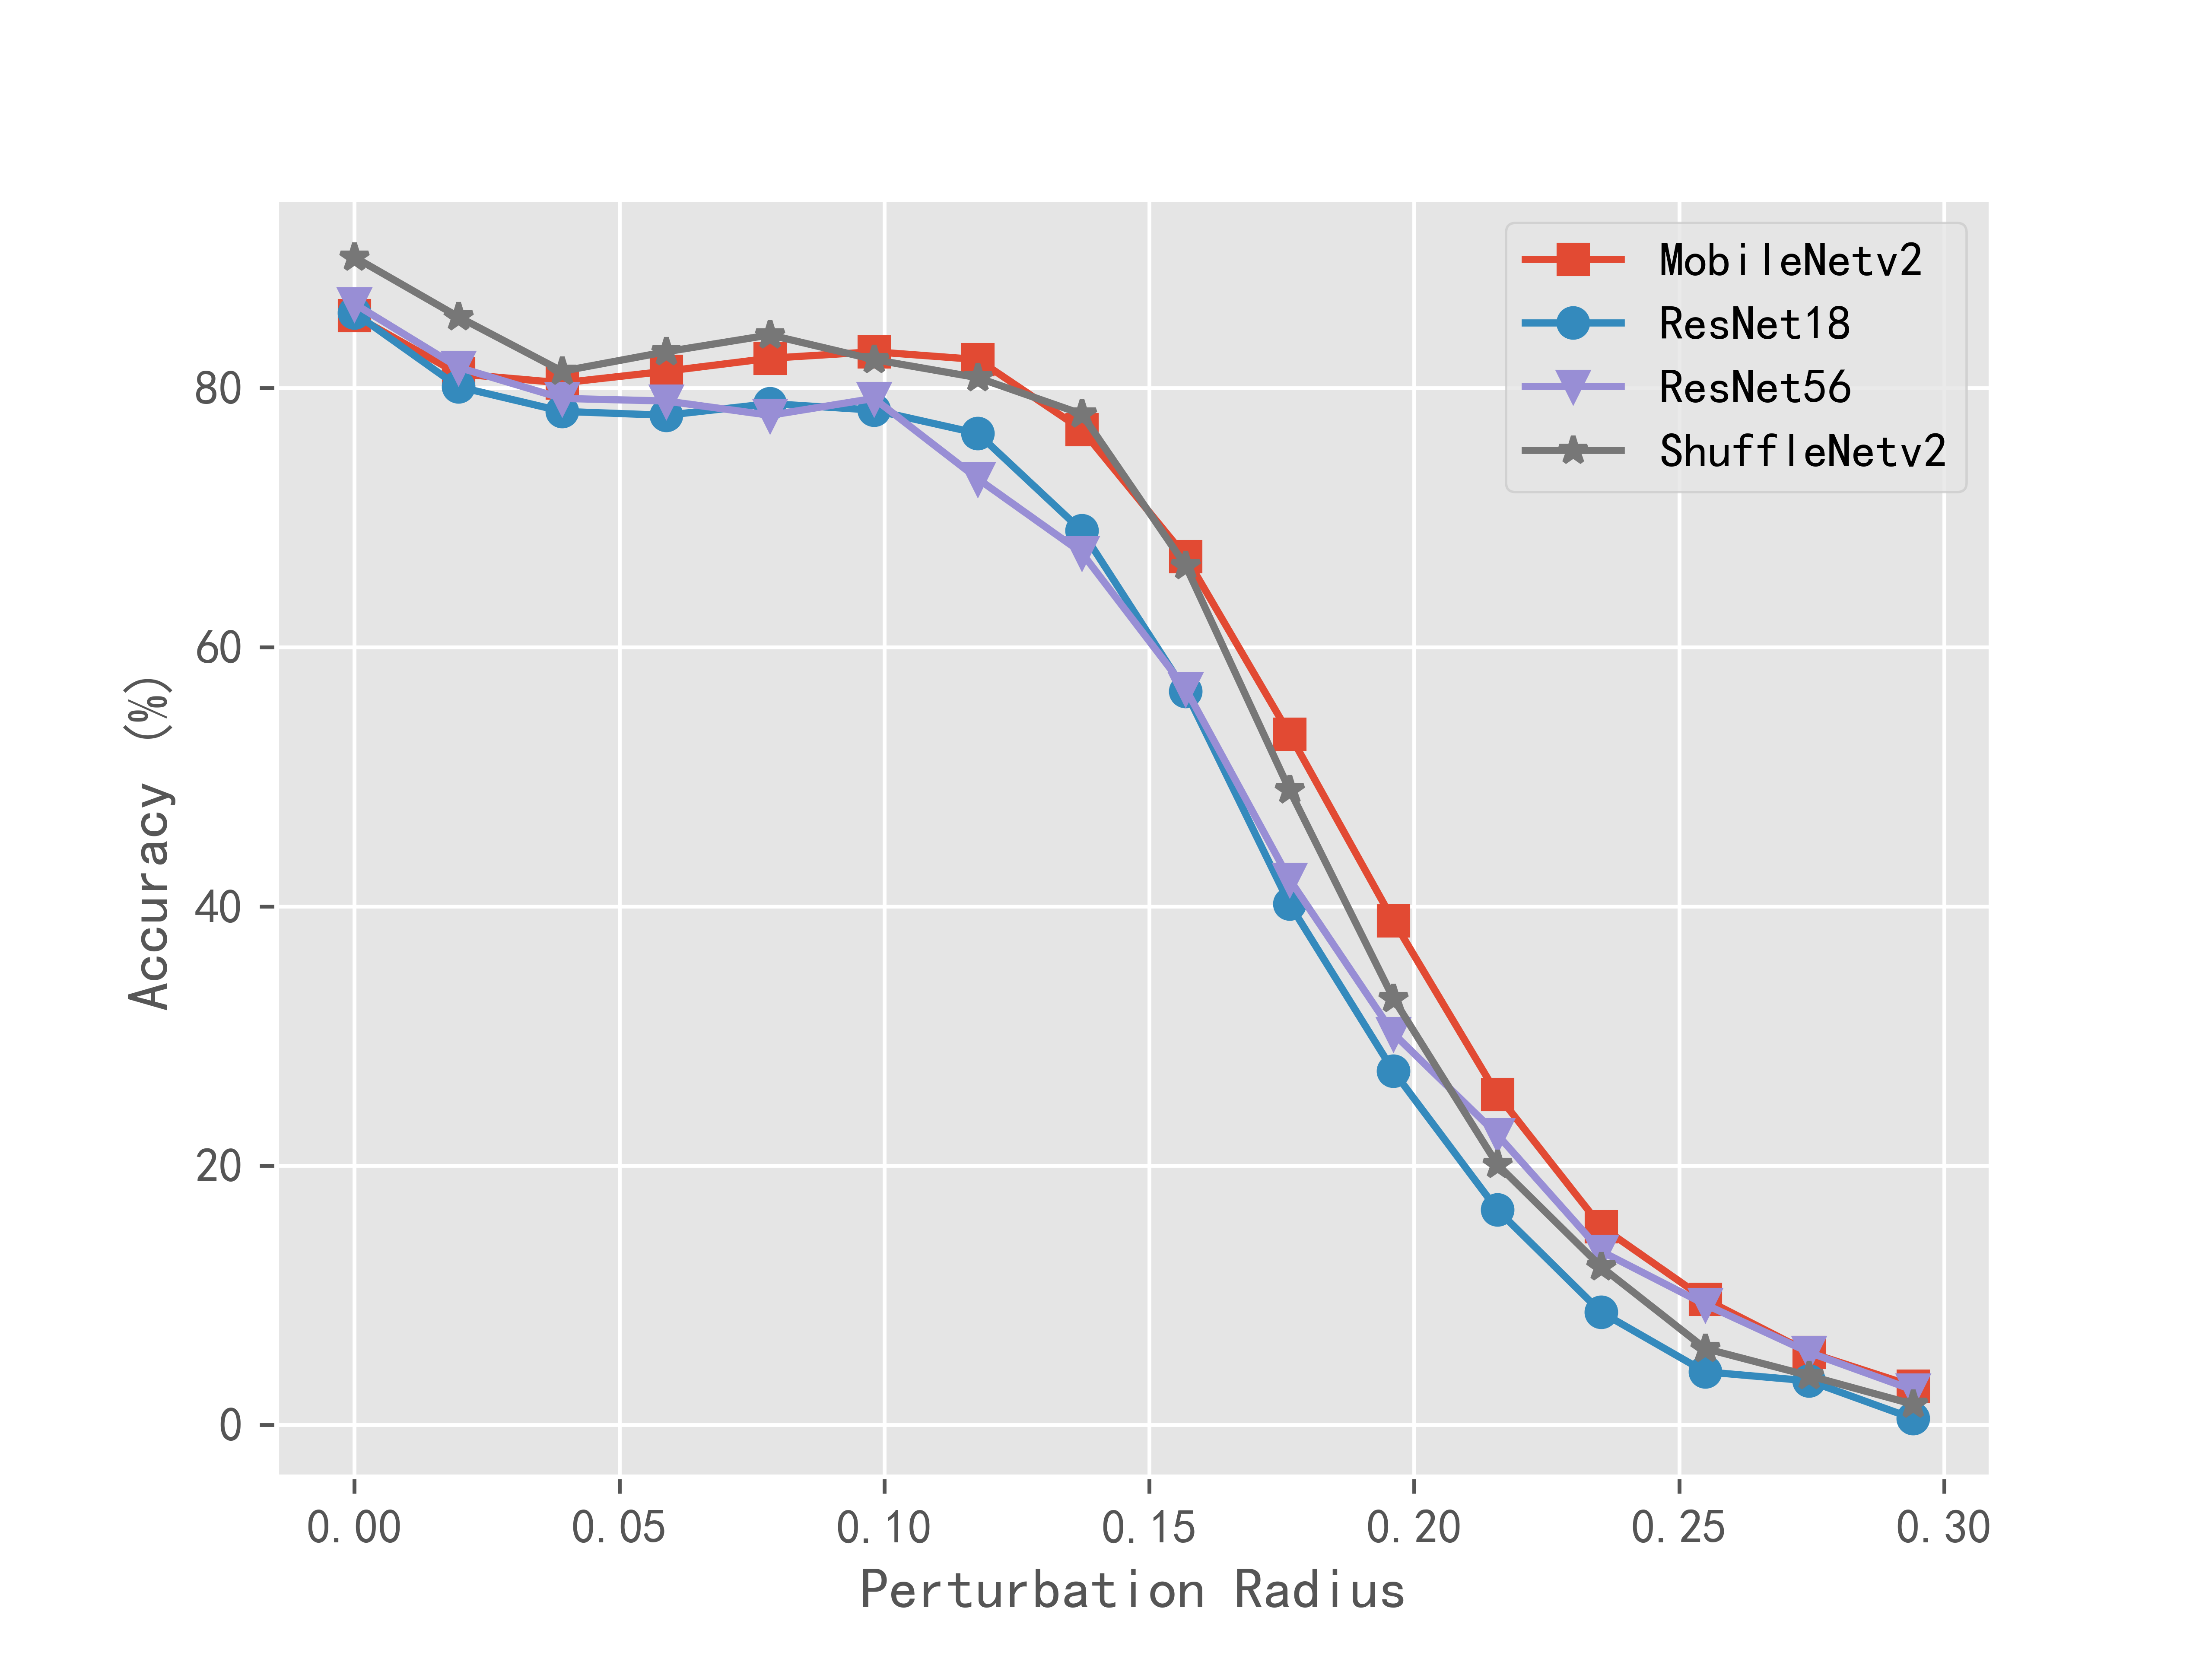 MobileNetv2
ResNet18
ResNet56
ShuffleNetv2
80
60
40
20
0
Accuracy (%)
0.00 0.05 0.10 0.15 0.20 0.25 0.30
Perturbation Radius